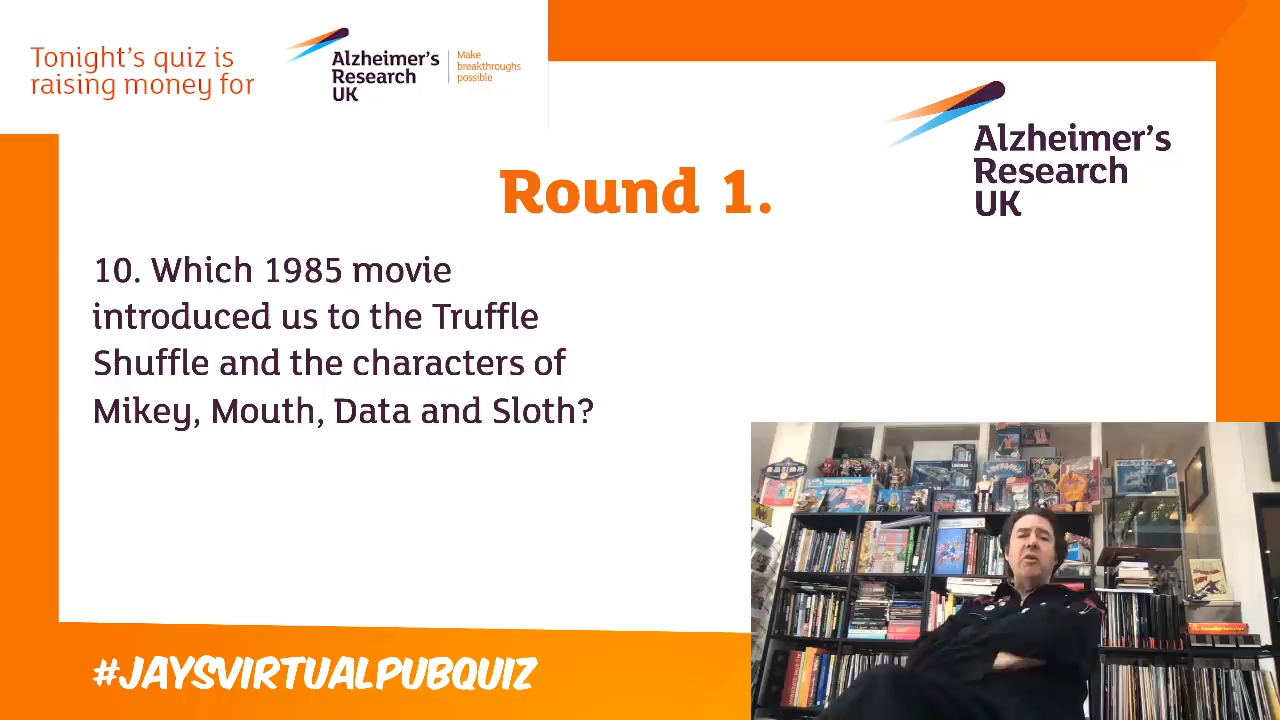 Tonight's quiz is
raising money for
Alzheimer's
Research
UK
Make
breakthroughs
possible
Alzheimer's
Research
UK
Round 1.
10. Which 1985 movie
introduced us to the Truffle
Shuffle and the characters of
Mikey, Mouth, Data and Sloth?
#JAYSVIRTUALPUBQUIZ